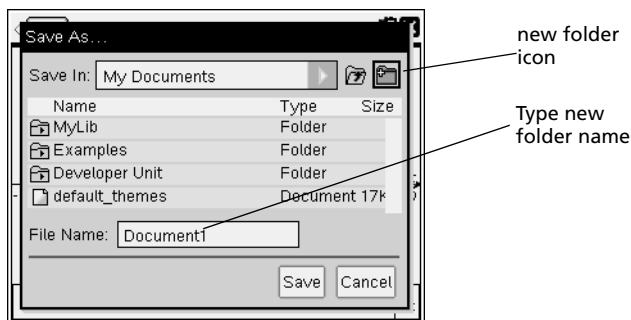 Save As...
Save In: My Documents
Name Type Size
MyLib Folder
Examples Folder
Developer Unit Folder
default_themes Document 17K
File Name: Document1
Save Cancel
new folder
icon
Type new
folder name